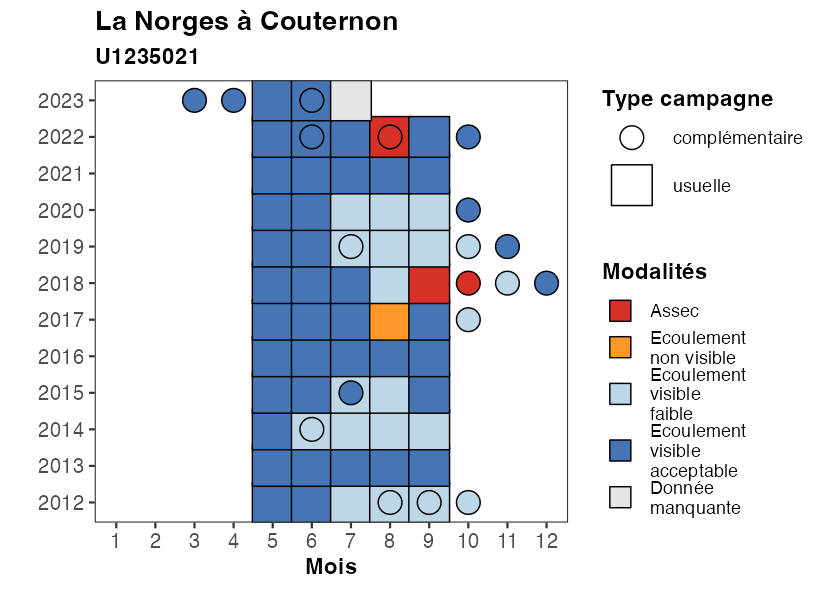 La Norges à Couternon
U1235021
2023
2022
2021
2020
2019
2018
2017
2016
2015
2014
2013
2012
1 2 3 4 5 6 7 8 9 10 11 12
Mois
Type campagne
complémentaire
usuelle
Modalités
Assec
Ecoulement
non visible
Ecoulement
visible
faible
Ecoulement
visible
acceptable
Donnée
manquante